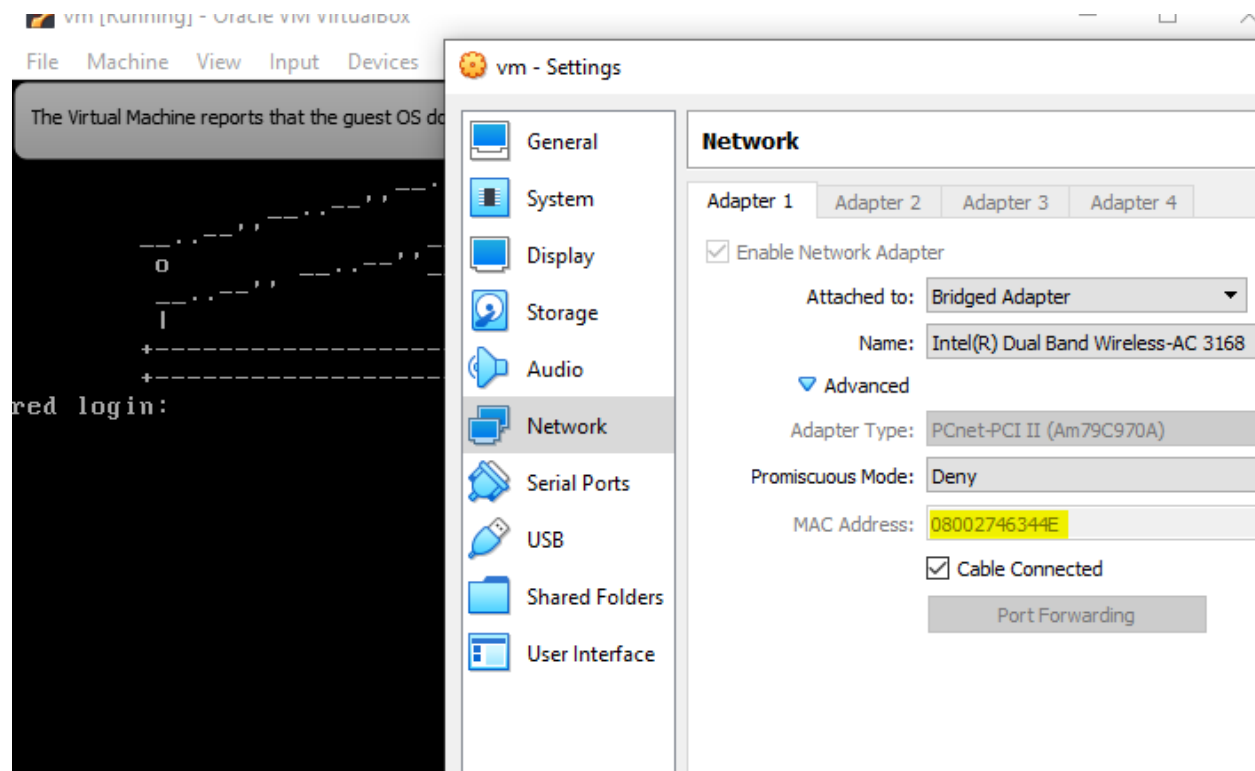 vm [Running] - Oracle VM VirtualBox
File Machine View Input Devices
The Virtual Machine reports that the guest OS do
red login:
vm - Settings
General
System
Display
Storage
Audio
Network
Serial Ports
USB
Shared Folders
User Interface
Network
Adapter 1 Adapter 2 Adapter 3 Adapter 4
Enable Network Adapter
Attached to: Bridged Adapter
Name: Intel(R) Dual Band Wireless-AC 3168
Advanced
Adapter Type: PCnet-PCI II (Am79C970A)
Promiscuous Mode: Deny
MAC Address: 08002746344E
Cable Connected
Port Forwarding